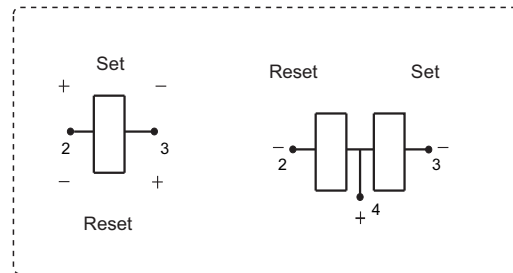 Set
+ −
2 3
− +
Reset
Reset Set
− −
2 3
4
+